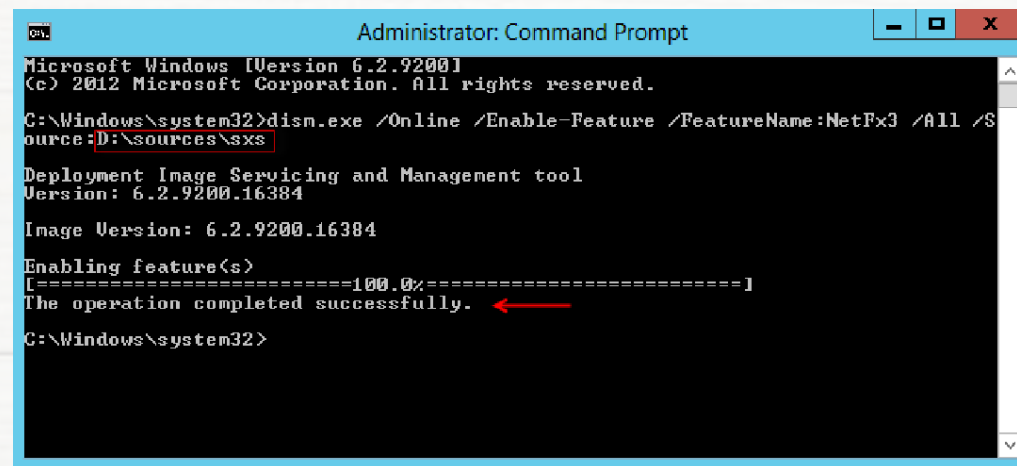 Administrator: Command Prompt
Microsoft Windows [Version 6.2.9200]
(c) 2012 Microsoft Corporation. All rights reserved.
C:\Windows\system32>dism.exe /Online /Enable-Feature /FeatureName:NetFx3 /All /S
ource:D:\sources\sxs
Deployment Image Servicing and Management tool
Version: 6.2.9200.16384
Image Version: 6.2.9200.16384
Enabling feature(s)
[==========================100.0%==========================]
The operation completed successfully.
C:\Windows\system32>